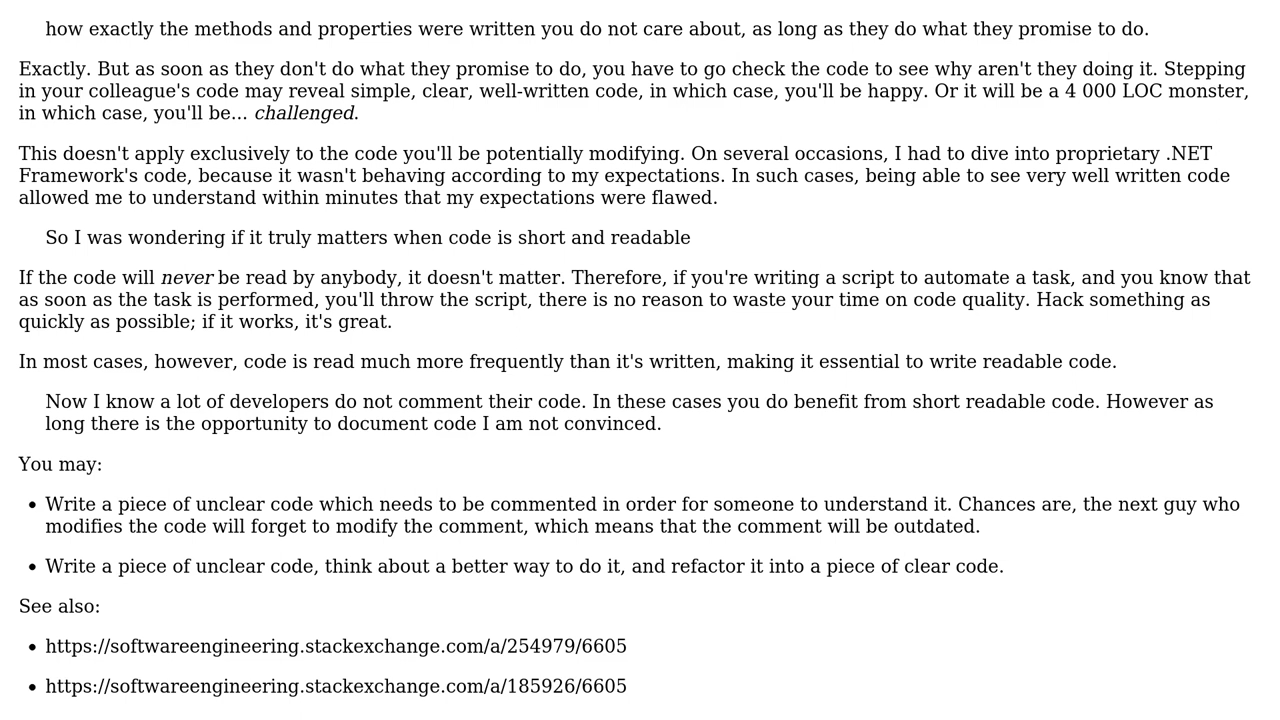 how exactly the methods and properties were written you do not care about, as long as they do what they promise to do.
Exactly. But as soon as they don't do what they promise to do, you have to go check the code to see why aren't they doing it. Stepping
in your colleague's code may reveal simple, clear, well-written code, in which case, you'll be happy. Or it will be a 4 000 LOC monster,
in which case, you'll be... challenged.
This doesn't apply exclusively to the code you'll be potentially modifying. On several occasions, I had to dive into proprietary .NET
Framework's code, because it wasn't behaving according to my expectations. In such cases, being able to see very well written code
allowed me to understand within minutes that my expectations were flawed.
So I was wondering if it truly matters when code is short and readable
If the code will never be read by anybody, it doesn't matter. Therefore, if you're writing a script to automate a task, and you know that
as soon as the task is performed, you'll throw the script, there is no reason to waste your time on code quality. Hack something as
quickly as possible; if it works, it's great.
In most cases, however, code is read much more frequently than it's written, making it essential to write readable code.
Now I know a lot of developers do not comment their code. In these cases you do benefit from short readable code. However as
long there is the opportunity to document code I am not convinced.
You may:
• Write a piece of unclear code which needs to be commented in order for someone to understand it. Chances are, the next guy who
modifies the code will forget to modify the comment, which means that the comment will be outdated.
• Write a piece of unclear code, think about a better way to do it, and refactor it into a piece of clear code.
See also:
• https://softwareengineering.stackexchange.com/a/254979/6605
• https://softwareengineering.stackexchange.com/a/185926/6605